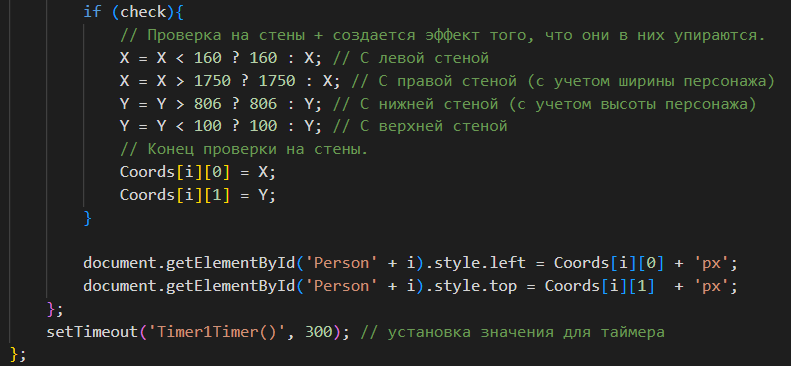 if (check){
// Проверка на стены + создается эффект того, что они в них упираются.
X = X < 160 ? 160 : X; // С левой стеной
X = X > 1750 ? 1750 : X; // С правой стеной (с учетом ширины персонажа)
Y = Y > 806 ? 806 : Y; // С нижней стеной (с учетом высоты персонажа)
Y = Y < 100 ? 100 : Y; // С верхней стеной
// Конец проверки на стены.
Coords[i][0] = X;
Coords[i][1] = Y;
}
document.getElementById('Person' + i).style.left = Coords[i][0] + 'px';
document.getElementById('Person' + i).style.top = Coords[i][1]  + 'px';
};
setTimeout('Timer1Timer()', 300); // установка значения для таймера
};